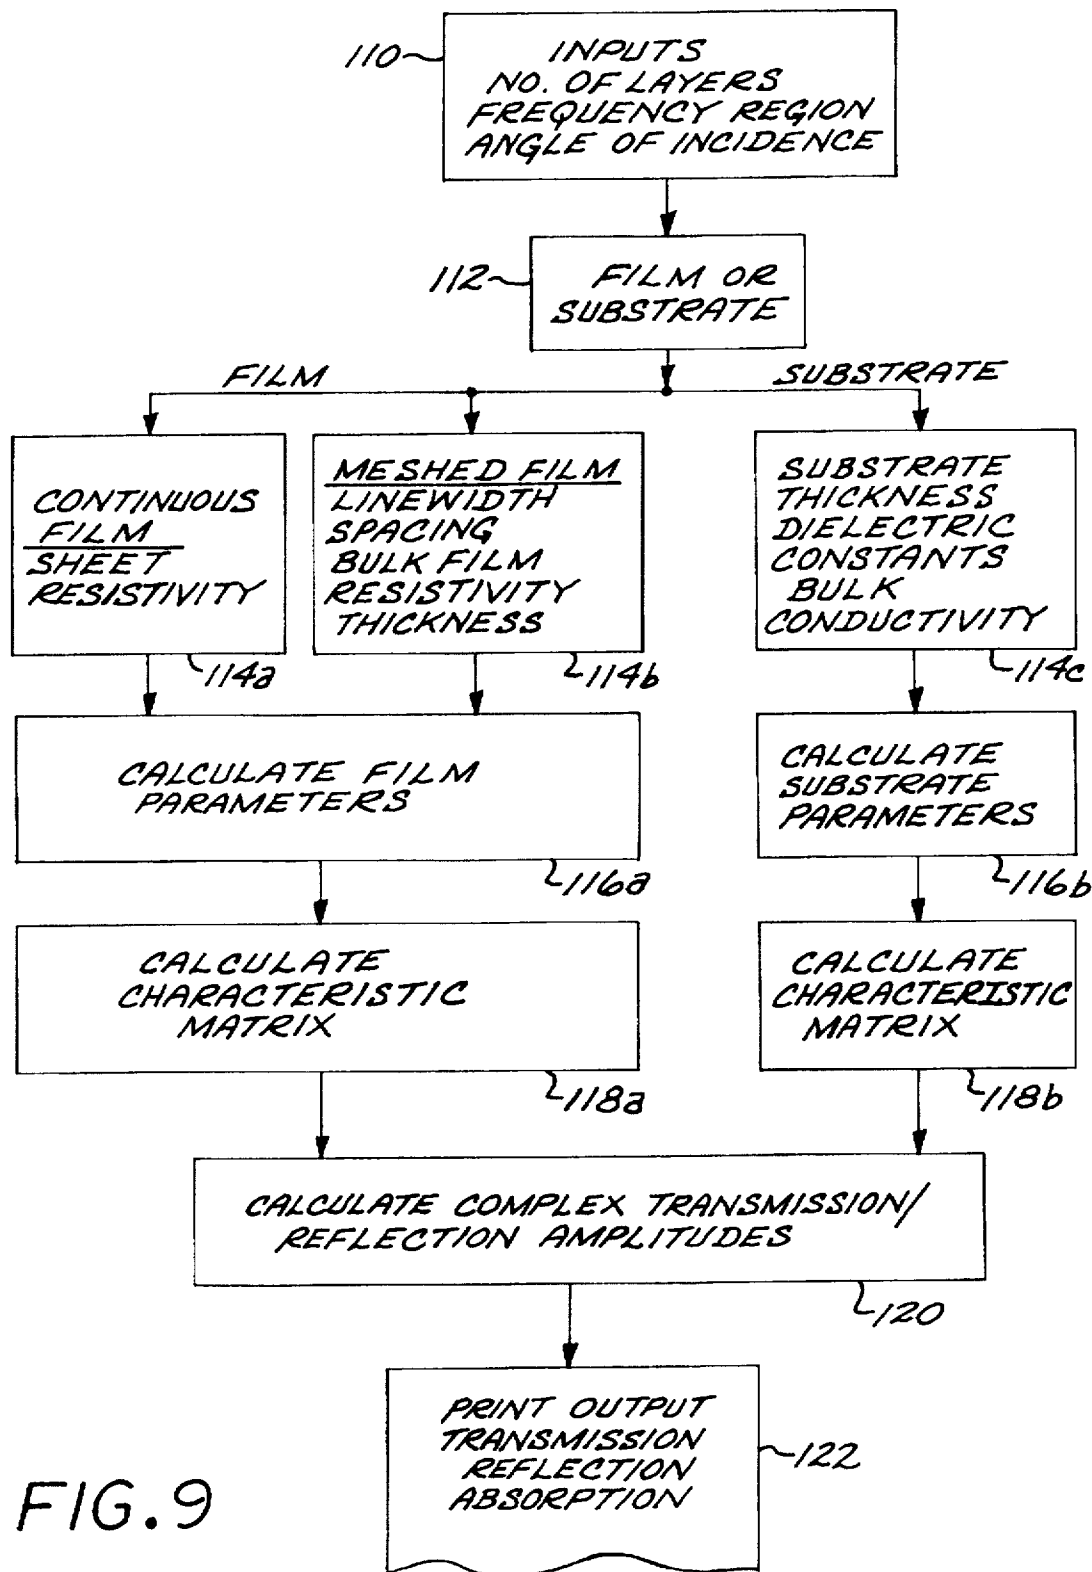 110
INPUTS
NO. OF LAYERS
FREQUENCY REGION
ANGLE OF INCIDENCE
112
FILM OR
SUBSTRATE
FILM
SUBSTRATE
CONTINUOUS
FILM
SHEET
RESISTIVITY
114a
MESHED FILM
LINEWIDTH
SPACING
BULK FILM
RESISTIVITY
THICKNESS
114b
SUBSTRATE
THICKNESS
DIELECTRIC
CONSTANTS
BULK
CONDUCTIVITY
114c
CALCULATE FILM
PARAMETERS
116a
CALCULATE
SUBSTRATE
PARAMETERS
116b
CALCULATE
CHARACTERISTIC
MATRIX
118a
CALCULATE
CHARACTERISTIC
MATRIX
118b
CALCULATE COMPLEX TRANSMISSION/
REFLECTION AMPLITUDES
120
PRINT OUTPUT
TRANSMISSION
REFLECTION
ABSORPTION
122
FIG.9